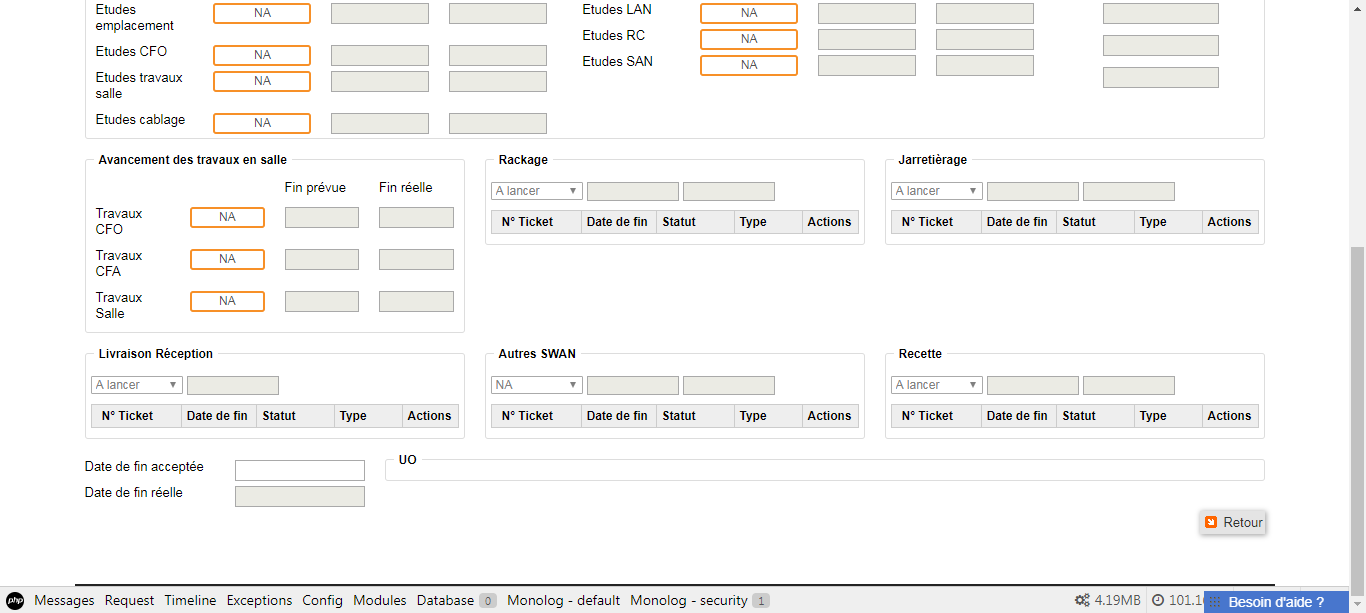 Etudes emplacement NA
Etudes CFO NA
Etudes travaux salle NA
Etudes cablage NA
Etudes LAN NA
Etudes RC NA
Etudes SAN NA
Avancement des travaux en salle
Fin prévue Fin réelle
Travaux CFO NA
Travaux CFA NA
Travaux Salle NA
Rackage
A lancer
N° Ticket Date de fin Statut Type Actions
Jarretièrage
A lancer
N° Ticket Date de fin Statut Type Actions
Livraison Réception
A lancer
N° Ticket Date de fin Statut Type Actions
Autres SWAN
NA
N° Ticket Date de fin Statut Type Actions
Recette
A lancer
N° Ticket Date de fin Statut Type Actions
Date de fin acceptée
Date de fin réelle
UO
Retour
php Messages Request Timeline Exceptions Config Modules Database 0 Monolog - default Monolog - security 1 4.19MB Besoin d'aide ?